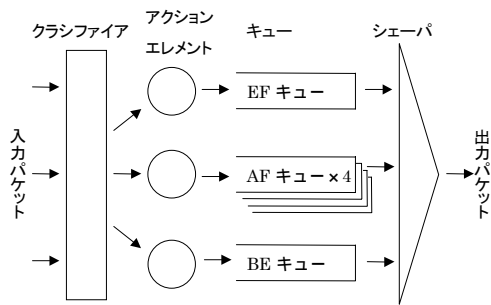 クラシファイア
アクション
エレメント
キュー
シェーパ
入力パケット
EF キュー
AF キュー×4
BE キュー
出力パケット